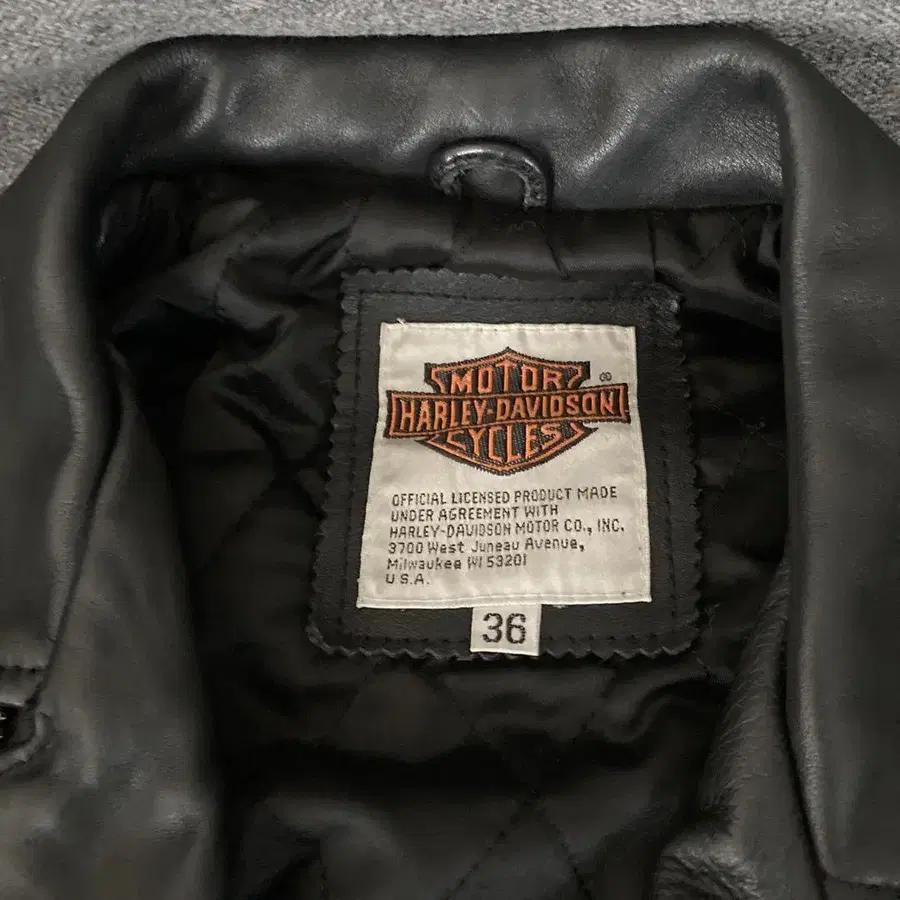 MOTOR
HARLEY-DAVIDSON
CYCLES
®
OFFICIAL LICENSED PRODUCT MADE
UNDER AGREEMENT WITH
HARLEY-DAVIDSON MOTOR CO., INC.
3700 West Juneau Avenue,
Milwaukee WI 53201
U.S.A.
36